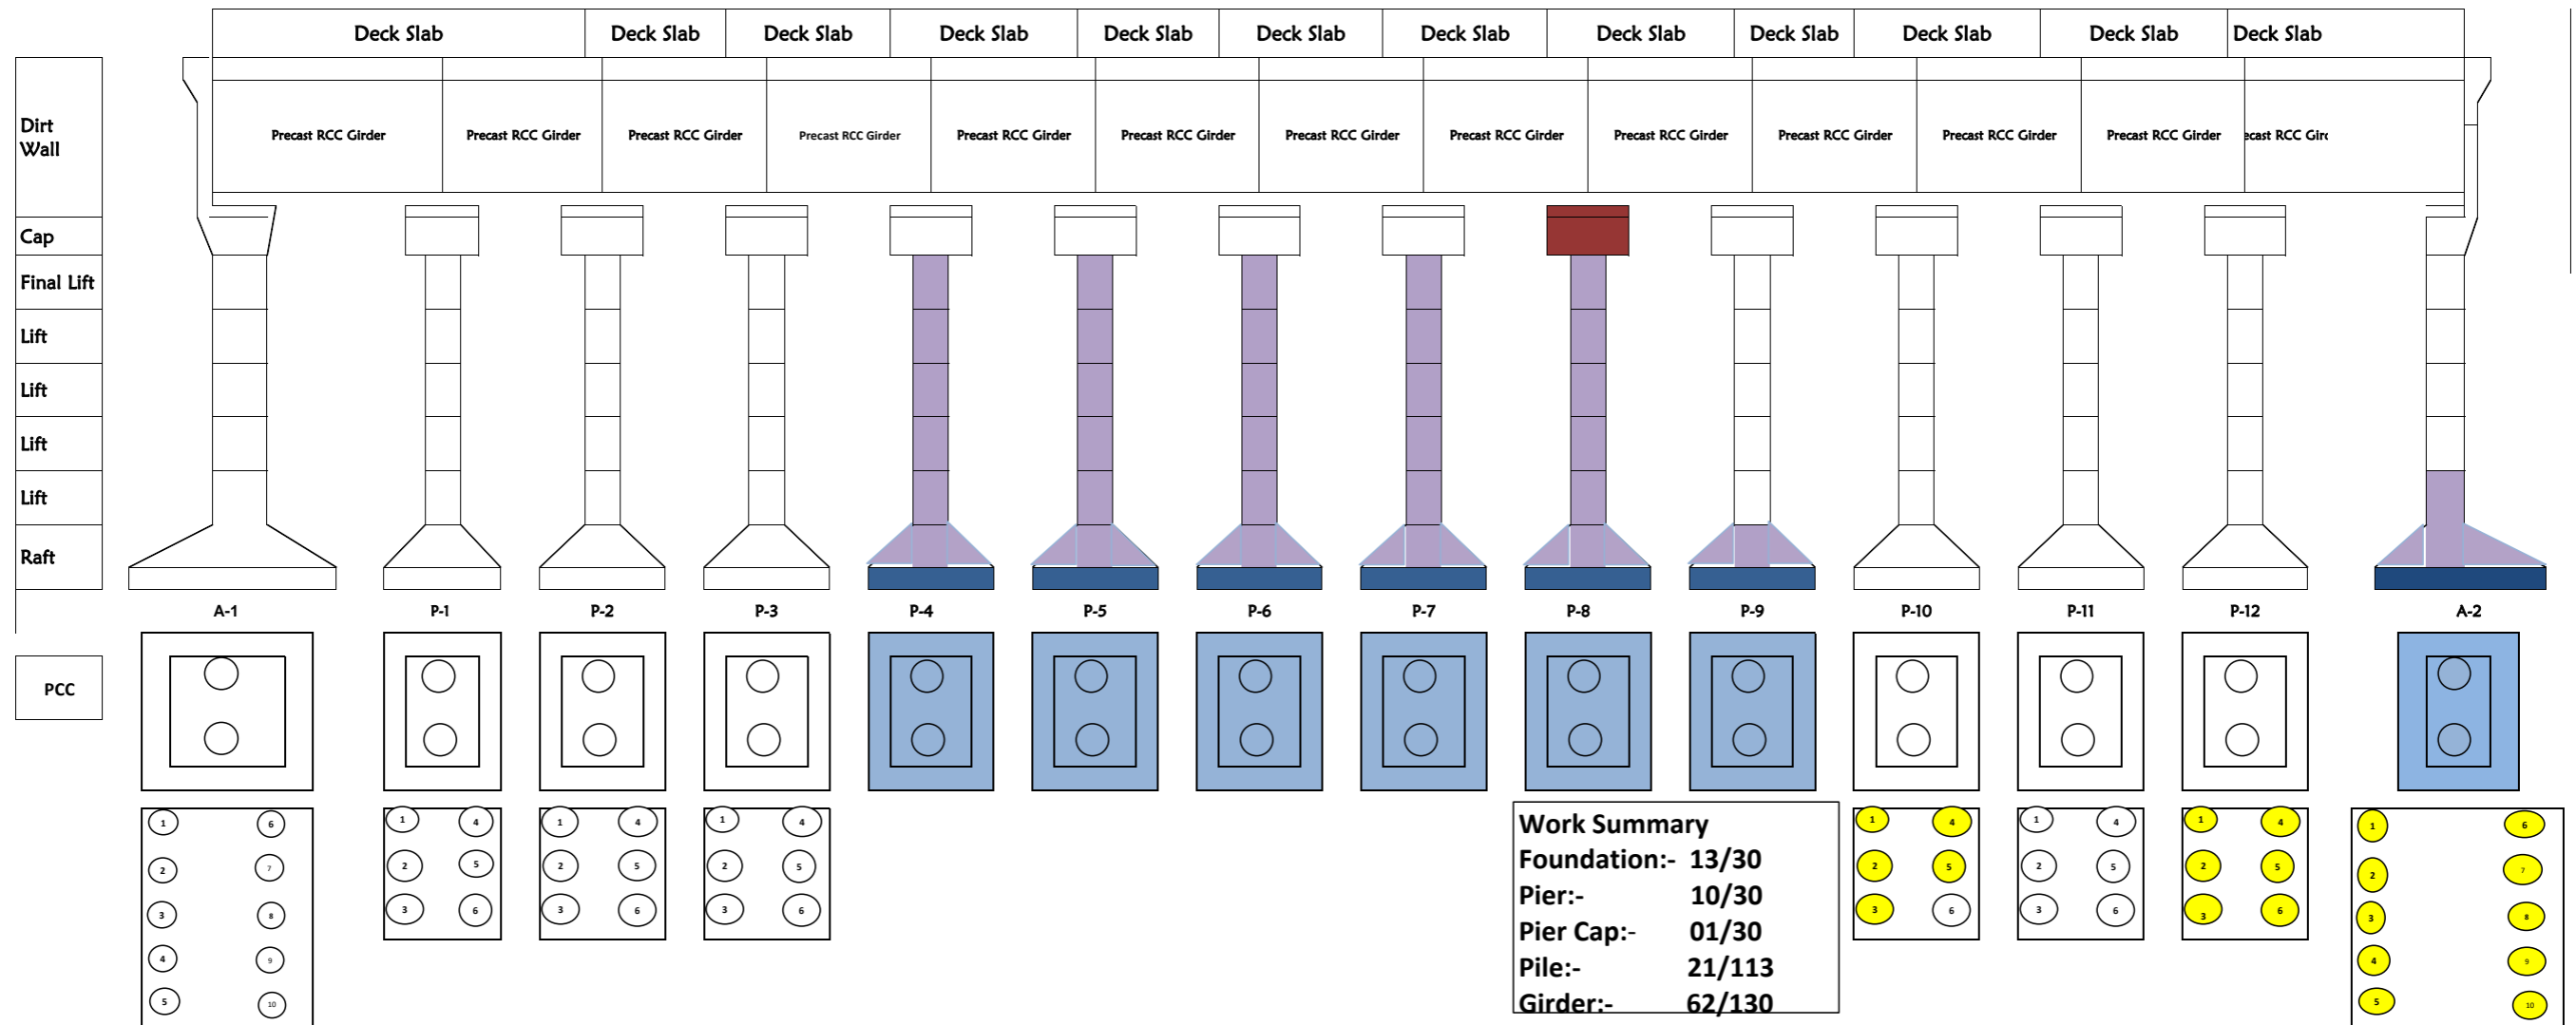 Deck Slab Deck Slab Deck Slab Deck Slab Deck Slab Deck Slab Deck Slab Deck Slab Deck Slab Deck Slab Deck Slab Deck Slab
Dirt
Wall
Precast RCC Girder Precast RCC Girder Precast RCC Girder Precast RCC Girder Precast RCC Girder Precast RCC Girder Precast RCC Girder Precast RCC Girder Precast RCC Girder Precast RCC Girder Precast RCC Girder Precast RCC Girder ecast RCC Gir
Cap
Final Lift
Lift
Lift
Lift
Lift
Raft
A-1 P-1 P-2 P-3 P-4 P-5 P-6 P-7 P-8 P-9 P-10 P-11 P-12 A-2
PCC
1 6 1 4 1 4 1 4 1 4 1 4 1 4 1 6
2 7 2 5 2 5 2 5 2 5 2 5 2 5 2 7
3 8 3 6 3 6 3 6 3 6 3 6 3 6 3 8
4 9 4 9
5 10 5 10
Work Summary
Foundation:- 13/30
Pier:- 10/30
Pier Cap:- 01/30
Pile:- 21/113
Girder:- 62/130